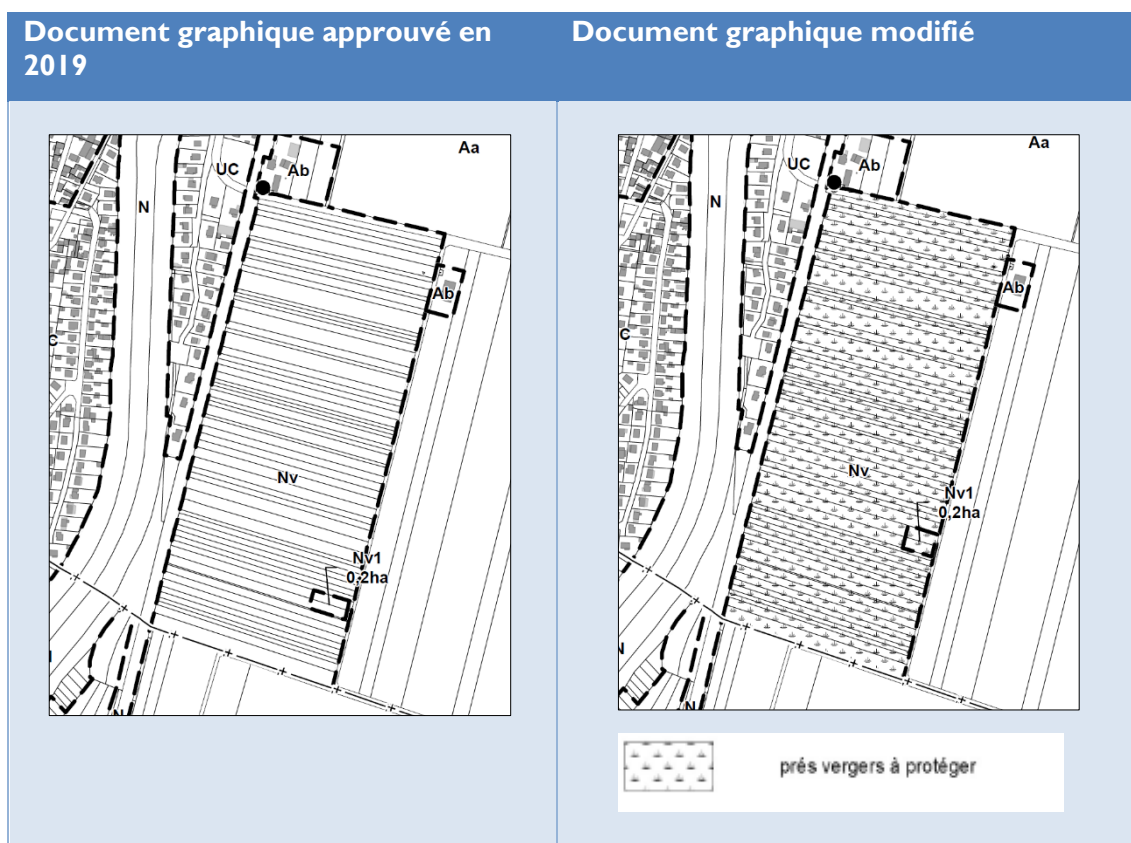 Document graphique approuvé en
2019
Document graphique modifié
Aa
UC
Ab
N
Ab
C
Nv
Nv1
0,2ha
N
N
Aa
UC
Ab
N
Ab
C
Nv
Nv1
0,2ha
N
N
prés vergers à protéger